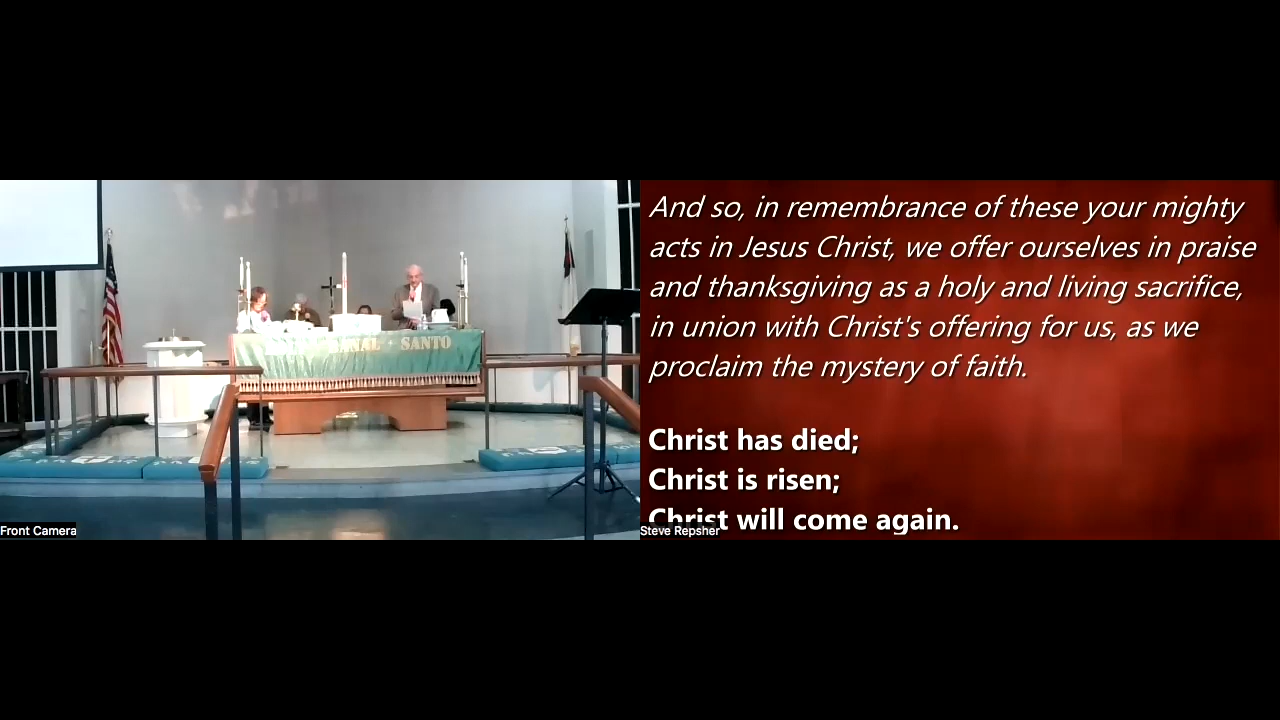 NAL + SANTO
Front Camera
And so, in remembrance of these your mighty
acts in Jesus Christ, we offer ourselves in praise
and thanksgiving as a holy and living sacrifice,
in union with Christ's offering for us, as we
proclaim the mystery of faith.
Christ has died;
Christ is risen;
Christ will come again.
Steve Repsher